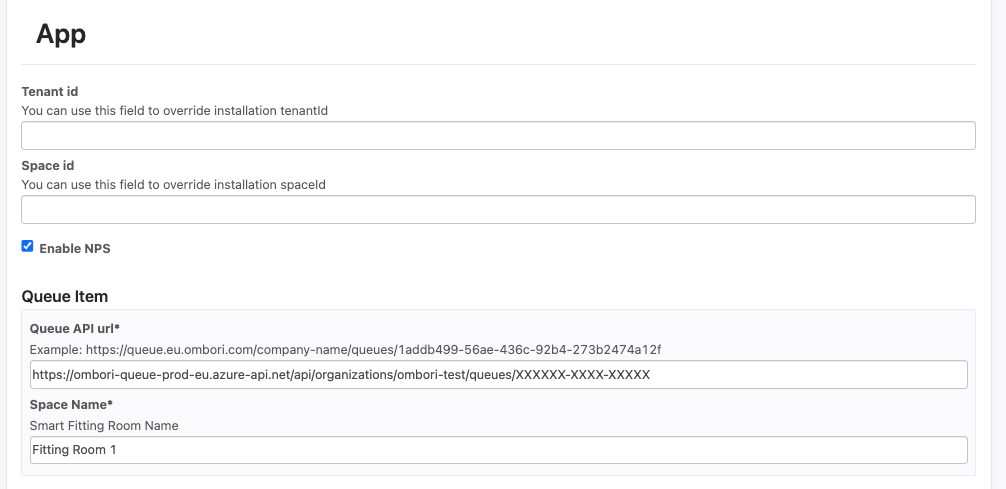 App
Tenant id
You can use this field to override installation tenantId
Space id
You can use this field to override installation spaceId
Enable NPS
Queue Item
Queue API url*
Example: https://queue.eu.ombori.com/company-name/queues/1addb499-56ae-436c-92b4-273b2474a12f
https://ombori-queue-prod-eu.azure-api.net/api/organizations/ombori-test/queues/XXXXXX-XXXX-XXXXX
Space Name*
Smart Fitting Room Name
Fitting Room 1